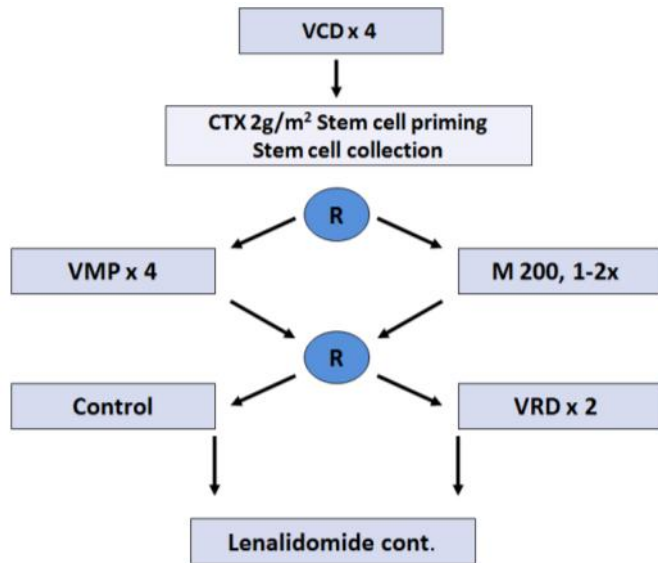 VCD x 4
CTX 2g/m² Stem cell priming
Stem cell collection
R
VMP x 4
M 200, 1-2x
R
Control
VRD x 2
Lenalidomide cont.